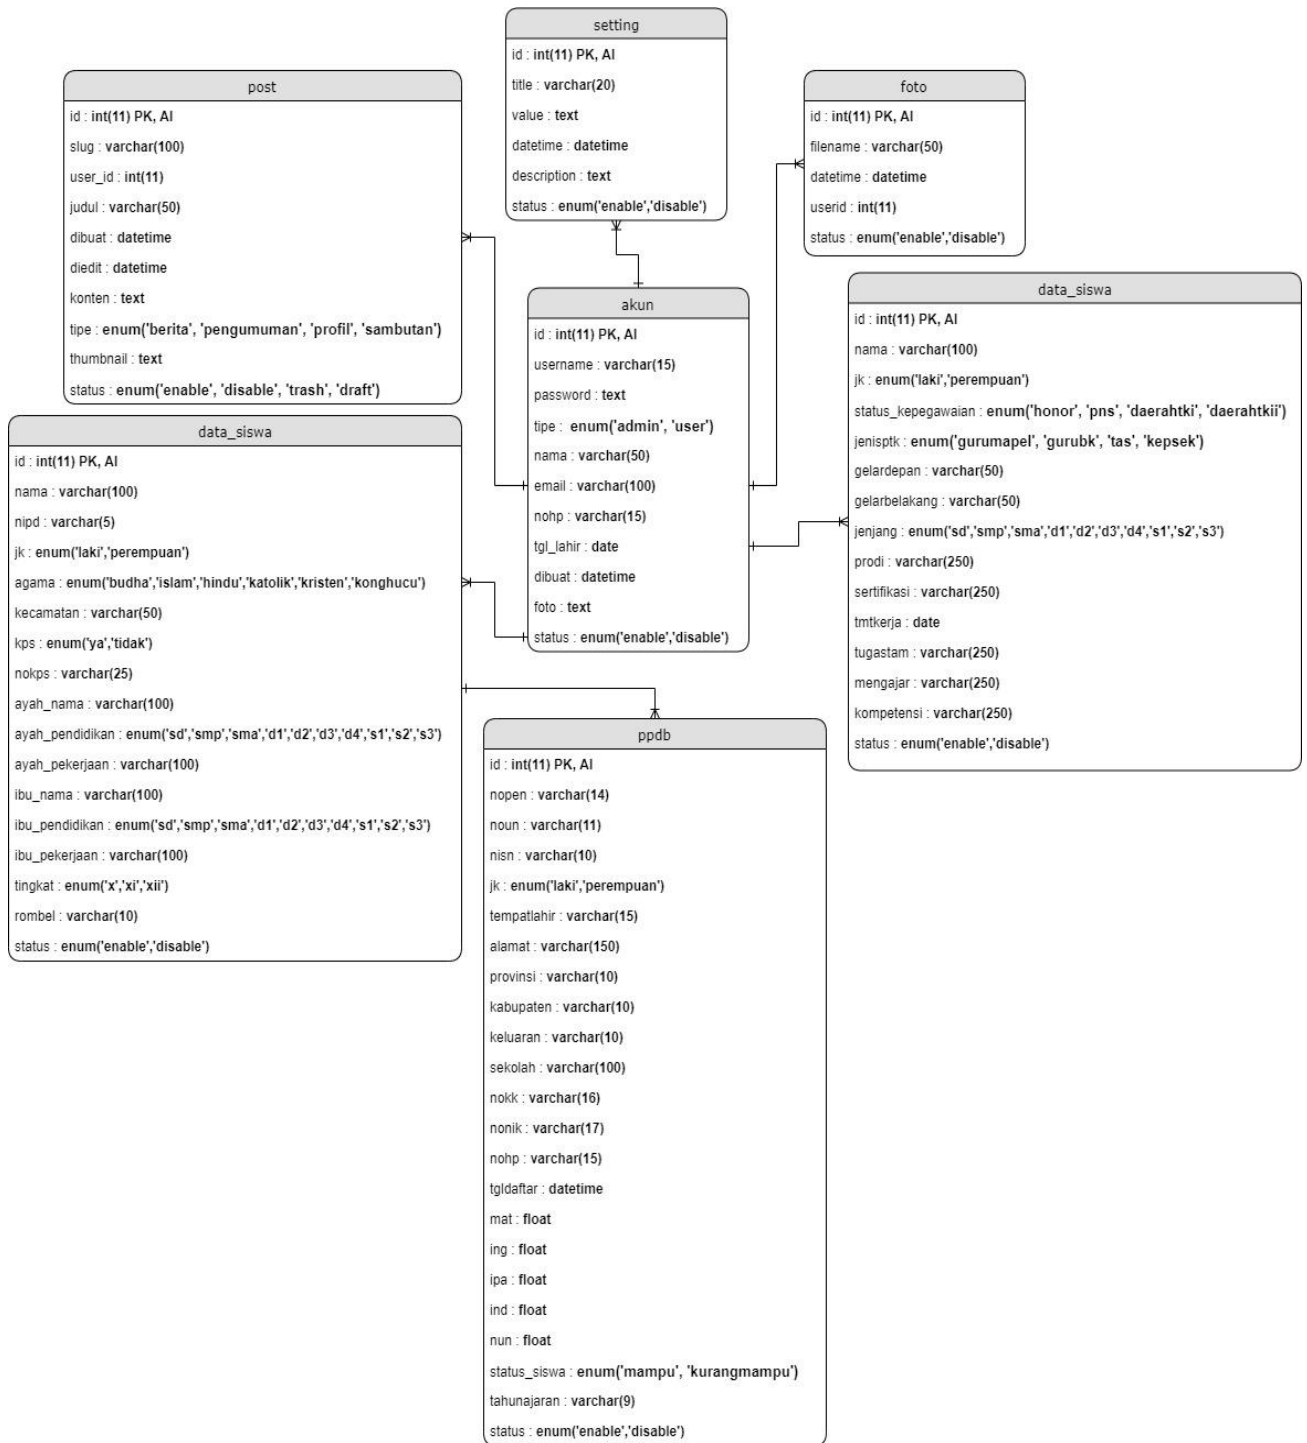 setting
id : int(11) PK, AI
title : varchar(20)
value : text
datetime : datetime
description : text
status : enum('enable','disable')
post
id : int(11) PK, AI
slug : varchar(100)
user_id : int(11)
judul : varchar(50)
dibuat : datetime
diedit : datetime
konten : text
tipe : enum('berita', 'pengumuman', 'profil', 'sambutan')
thumbnail : text
status : enum('enable', 'disable', 'trash', 'draft')
foto
id : int(11) PK, AI
filename : varchar(50)
datetime : datetime
userid : int(11)
status : enum('enable','disable')
akun
id : int(11) PK, AI
username : varchar(15)
password : text
tipe : enum('admin', 'user')
nama : varchar(50)
email : varchar(100)
nohp : varchar(15)
tgl_lahir : date
dibuat : datetime
foto : text
status : enum('enable','disable')
data_siswa
id : int(11) PK, AI
nama : varchar(100)
jk : enum('laki','perempuan')
status_kepegawaian : enum('honor', 'pns', 'daerahtki', 'daerahtkii')
jenisptk : enum('gurumapel', 'gurubk', 'tas', 'kepsek')
gelardepan : varchar(50)
gelarbelakang : varchar(50)
jenjang : enum('sd','smp','sma','d1','d2','d3','d4','s1','s2','s3')
prodi : varchar(250)
sertifikasi : varchar(250)
tmtkerja : date
tugastam : varchar(250)
mengajar : varchar(250)
kompetensi : varchar(250)
status : enum('enable','disable')
data_siswa
id : int(11) PK, AI
nama : varchar(100)
nipd : varchar(5)
jk : enum('laki','perempuan')
agama : enum('budha','islam','hindu','katolik','kristen','konghucu')
kecamatan : varchar(50)
kps : enum('ya','tidak')
nokps : varchar(25)
ayah_nama : varchar(100)
ayah_pendidikan : enum('sd','smp','sma','d1','d2','d3','d4','s1','s2','s3')
ayah_pekerjaan : varchar(100)
ibu_nama : varchar(100)
ibu_pendidikan : enum('sd','smp','sma','d1','d2','d3','d4','s1','s2','s3')
ibu_pekerjaan : varchar(100)
tingkat : enum('x','xi','xii')
rombel : varchar(10)
status : enum('enable','disable')
ppdb
id : int(11) PK, AI
nopen : varchar(14)
noun : varchar(11)
nisn : varchar(10)
jk : enum('laki','perempuan')
tempatlahir : varchar(15)
alamat : varchar(150)
provinsi : varchar(10)
kabupaten : varchar(10)
keluaran : varchar(10)
sekolah : varchar(100)
nokk : varchar(16)
nonik : varchar(17)
nohp : varchar(15)
tgldaftar : datetime
mat : float
ing : float
ipa : float
ind : float
nun : float
status_siswa : enum('mampu', 'kurangmampu')
tahunajaran : varchar(9)
status : enum('enable','disable')